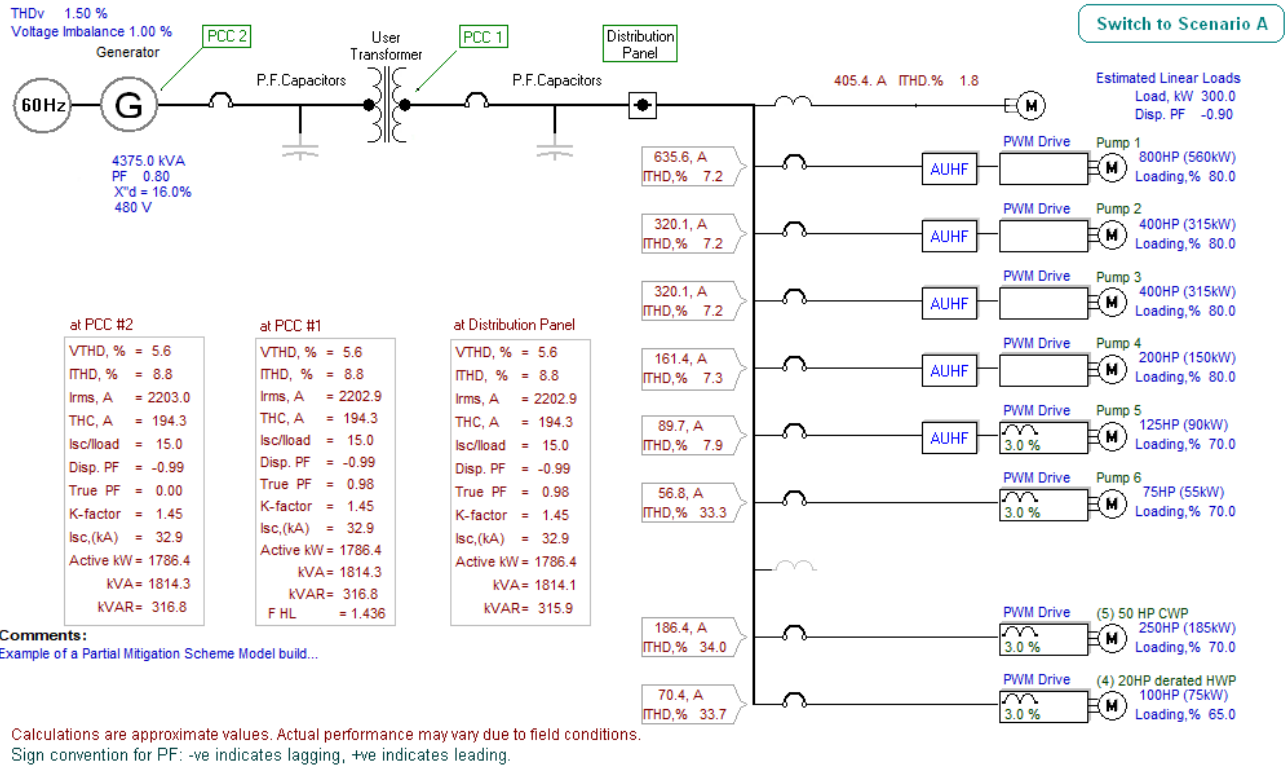 THDv 1.50 %
Voltage Imbalance 1.00 %
Generator
PCC 2
User
Transformer
PCC 1
Distribution
Panel
Switch to Scenario A
P.F.Capacitors
P.F.Capacitors
60Hz
G
4375.0 kVA
PF 0.80
X"d = 16.0%
480 V
405.4. A ITHD.% 1.8
M
Estimated Linear Loads
Load, kW 300.0
Disp. PF -0.90
635.6, A
ITHD,% 7.2
AUHF
PWM Drive
Pump 1
M
800HP (560kW)
Loading,% 80.0
320.1, A
ITHD,% 7.2
AUHF
PWM Drive
Pump 2
M
400HP (315kW)
Loading,% 80.0
320.1, A
ITHD,% 7.2
AUHF
PWM Drive
Pump 3
M
400HP (315kW)
Loading,% 80.0
161.4, A
ITHD,% 7.3
AUHF
PWM Drive
Pump 4
M
200HP (150kW)
Loading,% 80.0
89.7, A
ITHD,% 7.9
AUHF
PWM Drive
3.0 %
Pump 5
M
125HP (90kW)
Loading,% 70.0
56.8, A
ITHD,% 33.3
PWM Drive
3.0 %
Pump 6
M
75HP (55kW)
Loading,% 70.0
186.4, A
ITHD,% 34.0
PWM Drive
3.0 %
(5) 50 HP CWP
M
250HP (185kW)
Loading,% 70.0
70.4, A
ITHD,% 33.7
PWM Drive
3.0 %
(4) 20HP derated HWP
M
100HP (75kW)
Loading,% 65.0
at PCC #2
VTHD, % = 5.6
ITHD, % = 8.8
Irms, A = 2203.0
THC, A = 194.3
Isc/Iload = 15.0
Disp. PF = -0.99
True PF = 0.00
K-factor = 1.45
Isc,(kA) = 32.9
Active kW = 1786.4
kVA= 1814.3
kVAR= 316.8
at PCC #1
VTHD, % = 5.6
ITHD, % = 8.8
Irms, A = 2202.9
THC, A = 194.3
Isc/Iload = 15.0
Disp. PF = -0.99
True PF = 0.98
K-factor = 1.45
Isc,(kA) = 32.9
Active kW = 1786.4
kVA= 1814.3
kVAR= 316.8
F HL = 1.436
at Distribution Panel
VTHD, % = 5.6
ITHD, % = 8.8
Irms, A = 2202.9
THC, A = 194.3
Isc/Iload = 15.0
Disp. PF = -0.99
True PF = 0.98
K-factor = 1.45
Isc,(kA) = 32.9
Active kW = 1786.4
kVA= 1814.1
kVAR= 315.9
Comments:
Example of a Partial Mitigation Scheme Model build...
Calculations are approximate values. Actual performance may vary due to field conditions.
Sign convention for PF: -ve indicates lagging, +ve indicates leading.